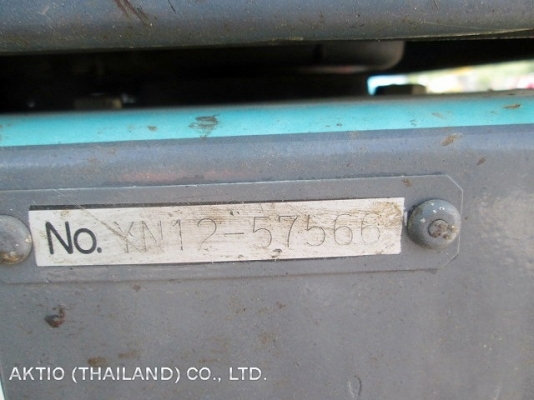 No. YN12-57566
AKTIO (THAILAND) CO., LTD.